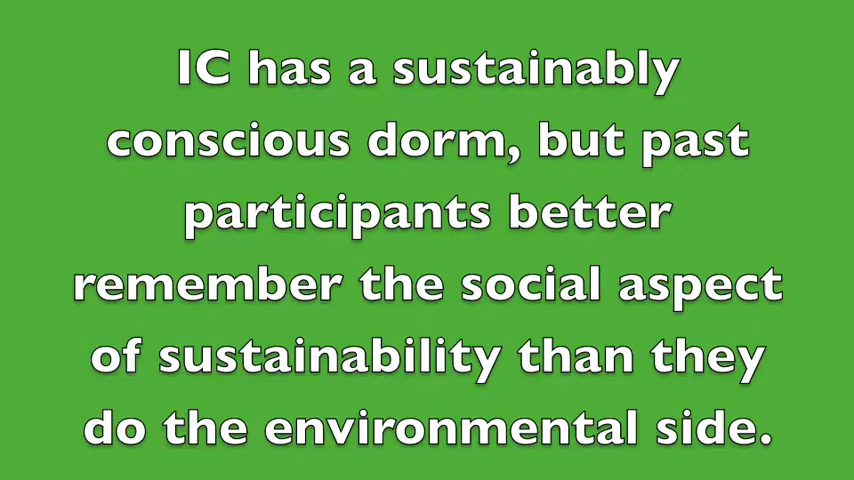 IC has a sustainably
conscious dorm, but past
participants better
remember the social aspect
of sustainability than they
do the environmental side.